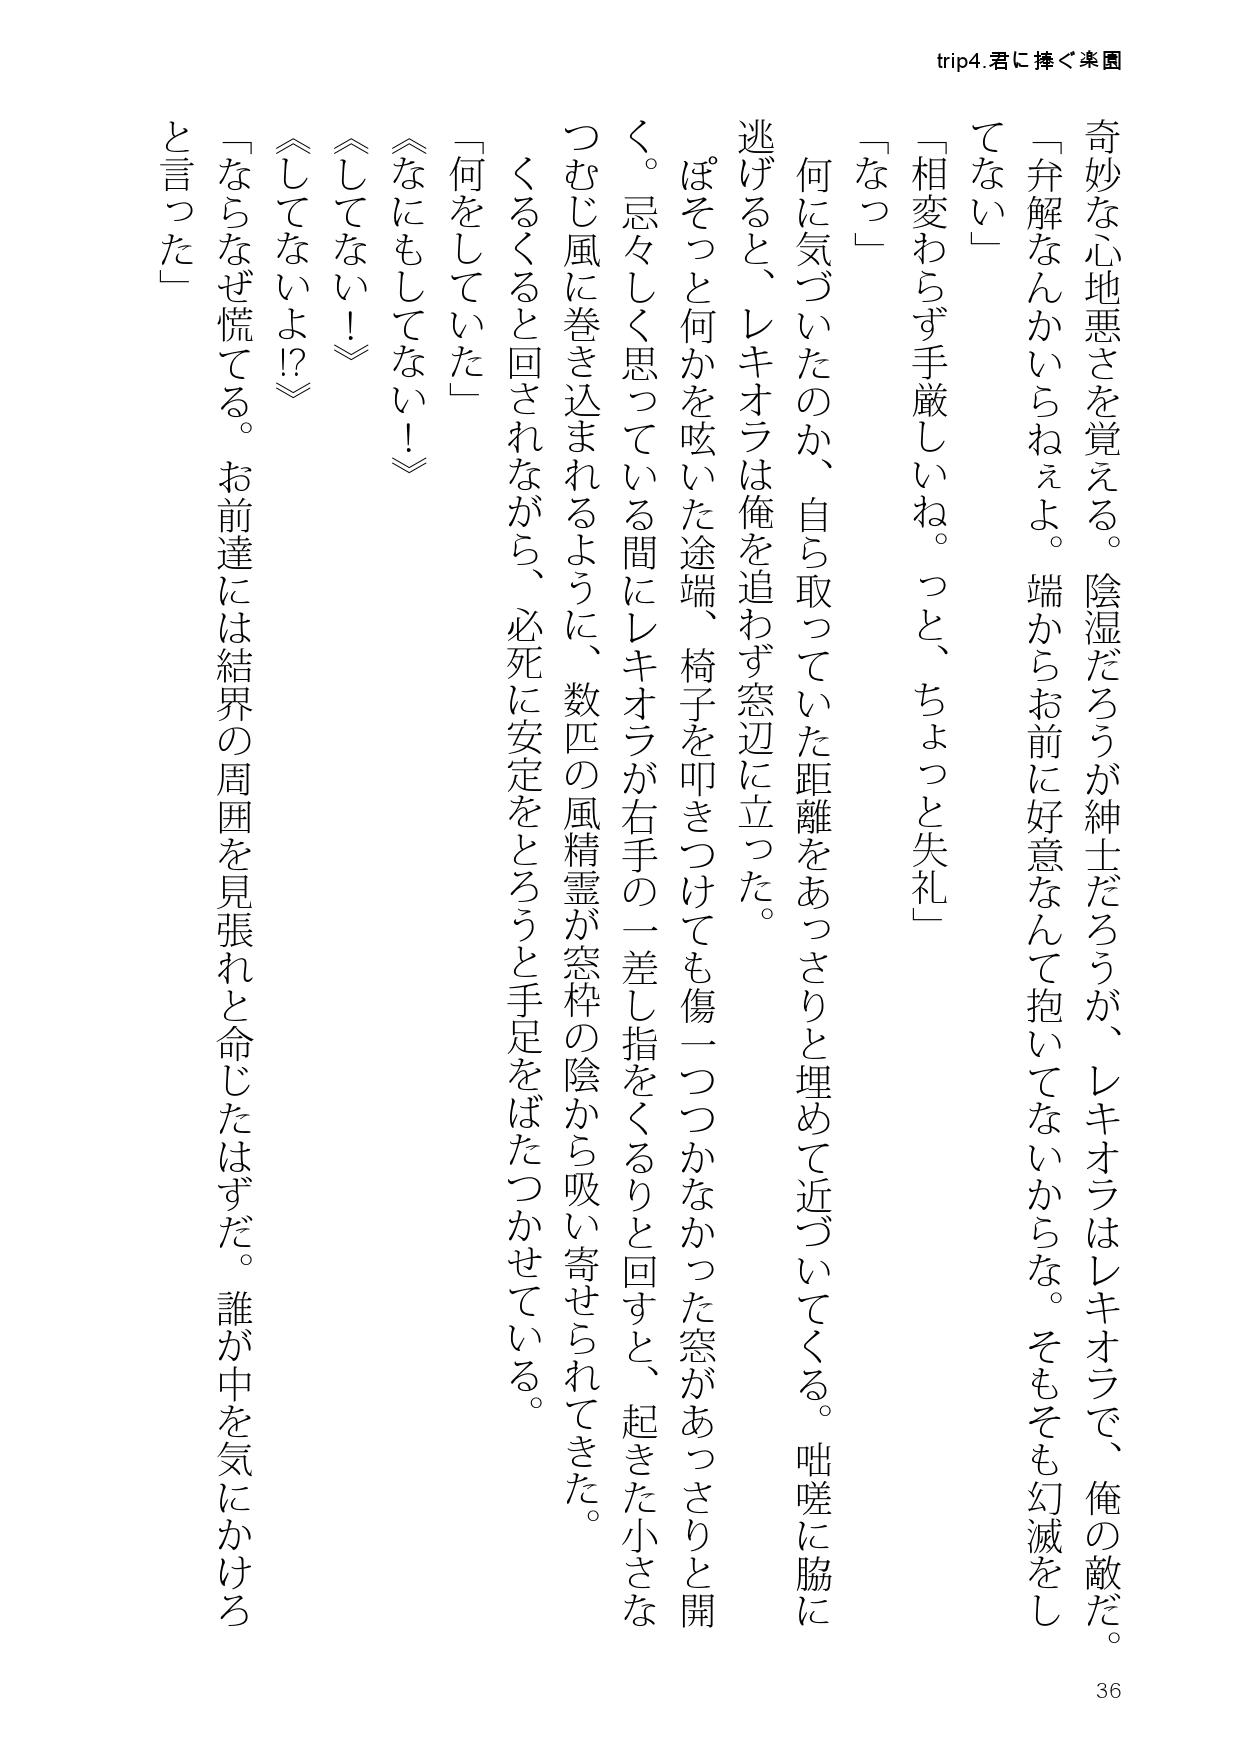 trip4.君に捧ぐ楽園
奇妙な心地悪さを覚える。陰湿だろうが紳士だろうが、レキオラはレキオラで、俺の敵だ。
「弁解なんかいらねぇよ。端からお前に好意なんて抱いてないからな。そもそも幻滅をし
てない」
「相変わらず手厳しいね。っと、ちょっと失礼」
「なっ」
　何に気づいたのか、自ら取っていた距離をあっさりと埋めて近づいてくる。咄嗟に脇に
逃げると、レキオラは俺を追わず窓辺に立った。
　ぼそっと何かを呟いた途端、椅子を叩きつけても傷一つつかなかった窓があっさりと開
く。忌々しく思っている間にレキオラが右手の一差し指をくるりと回すと、起きた小さな
つむじ風に巻き込まれるように、数匹の風精霊が窓枠の陰から吸い寄せられてきた。
　くるくると回されながら、必死に安定をとろうと手足をばたつかせている。
「何をしていた」
《なにもしてない！》
《してない！》
《してないよ!?》
「ならなぜ慌てる。お前達には結界の周囲を見張れと命じたはずだ。誰が中を気にかけろ
と言った」
36